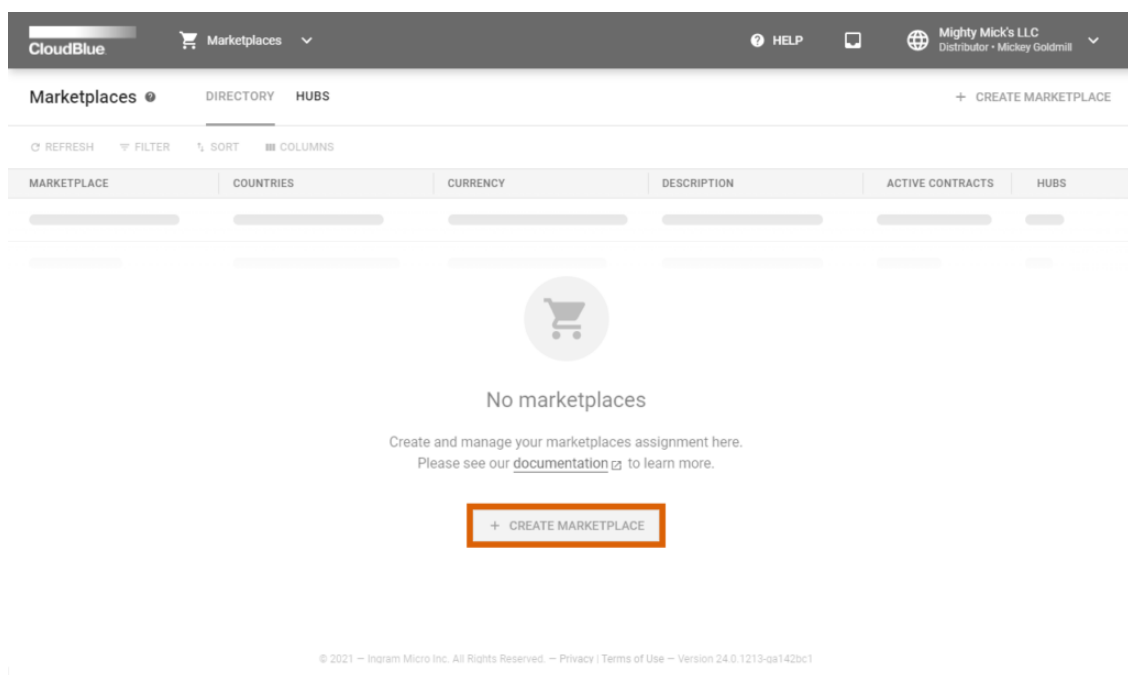 CloudBlue
Marketplaces
HELP
Mighty Mick's LLC
Distributor • Mickey Goldmill
Marketplaces
DIRECTORY
HUBS
+ CREATE MARKETPLACE
REFRESH
FILTER
SORT
COLUMNS
MARKETPLACE
COUNTRIES
CURRENCY
DESCRIPTION
ACTIVE CONTRACTS
HUBS
No marketplaces
Create and manage your marketplaces assignment here.
Please see our documentation to learn more.
+ CREATE MARKETPLACE
© 2021 — Ingram Micro Inc. All Rights Reserved. — Privacy | Terms of Use — Version 24.0.1213-ga142bc1